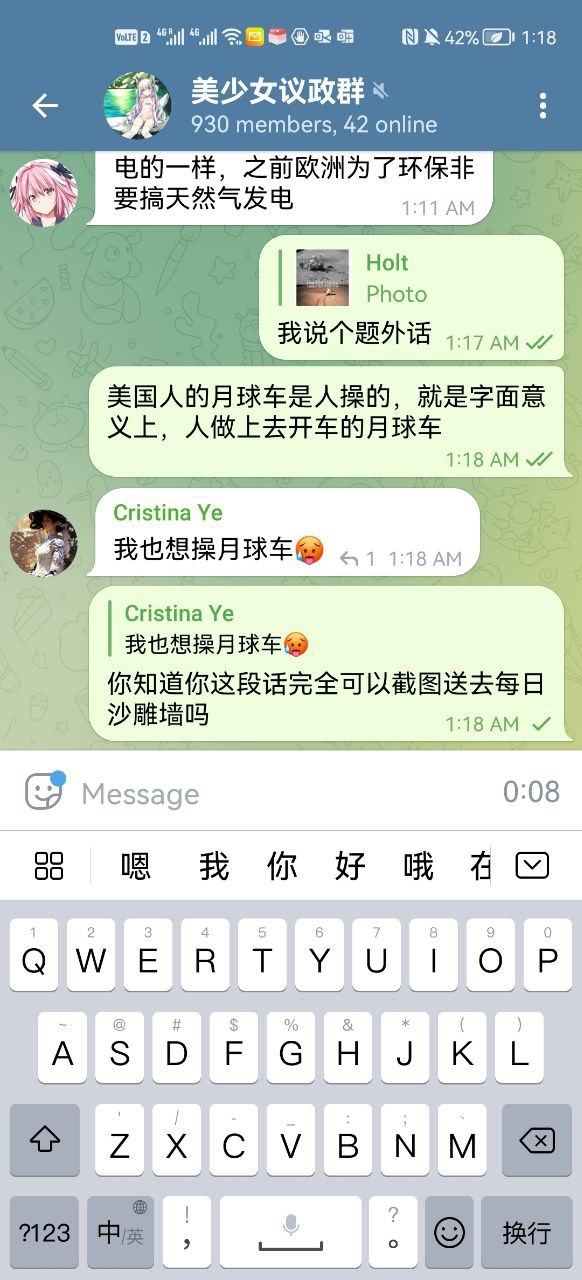 VoLTE 2 4G R 4G 42% 1:18
美少女议政群
930 members, 42 online
电的一样，之前欧洲为了环保非
要搞天然气发电
1:11 AM
Holt
Photo
我说个题外话 1:17 AM
美国人的月球车是人操的，就是字面意
义上，人做上去开车的月球车
1:18 AM
Cristina Ye
我也想操月球车🥵 1 1:18 AM
Cristina Ye
我也想操月球车🥵
你知道你这段话完全可以截图送去每日
沙雕墙吗
1:18 AM
Message 0:08
嗯 我 你 好 哦 在
1 2 3 4 5 6 7 8 9 0
Q W E R T Y U I O P
~ @ # $ % & * ( )
A S D F G H J K L
' / - _ : ; 、
Z X C V B N M
?123 中/英 ! , ? 。 换行